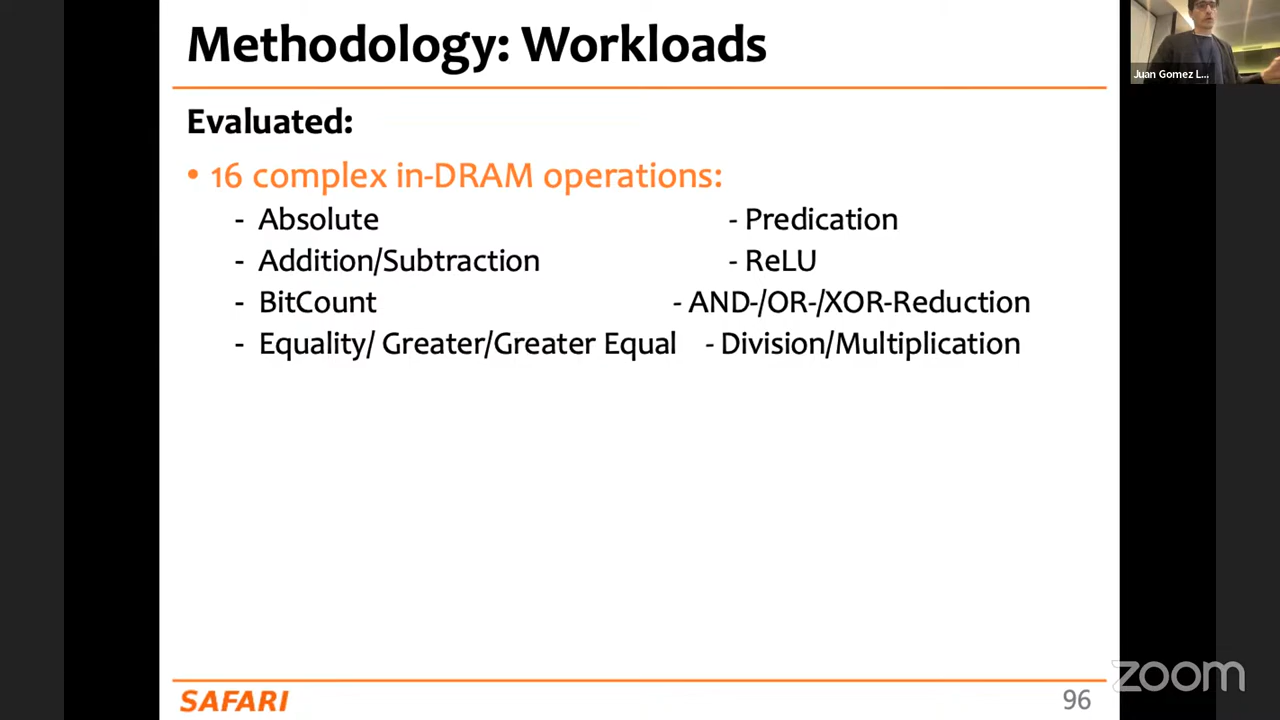 Methodology: Workloads
Juan Gomez L...
Evaluated:
• 16 complex in-DRAM operations:
- Absolute - Predication
- Addition/Subtraction - ReLU
- BitCount - AND-/OR-/XOR-Reduction
- Equality/ Greater/Greater Equal - Division/Multiplication
SAFARI
96
zoom